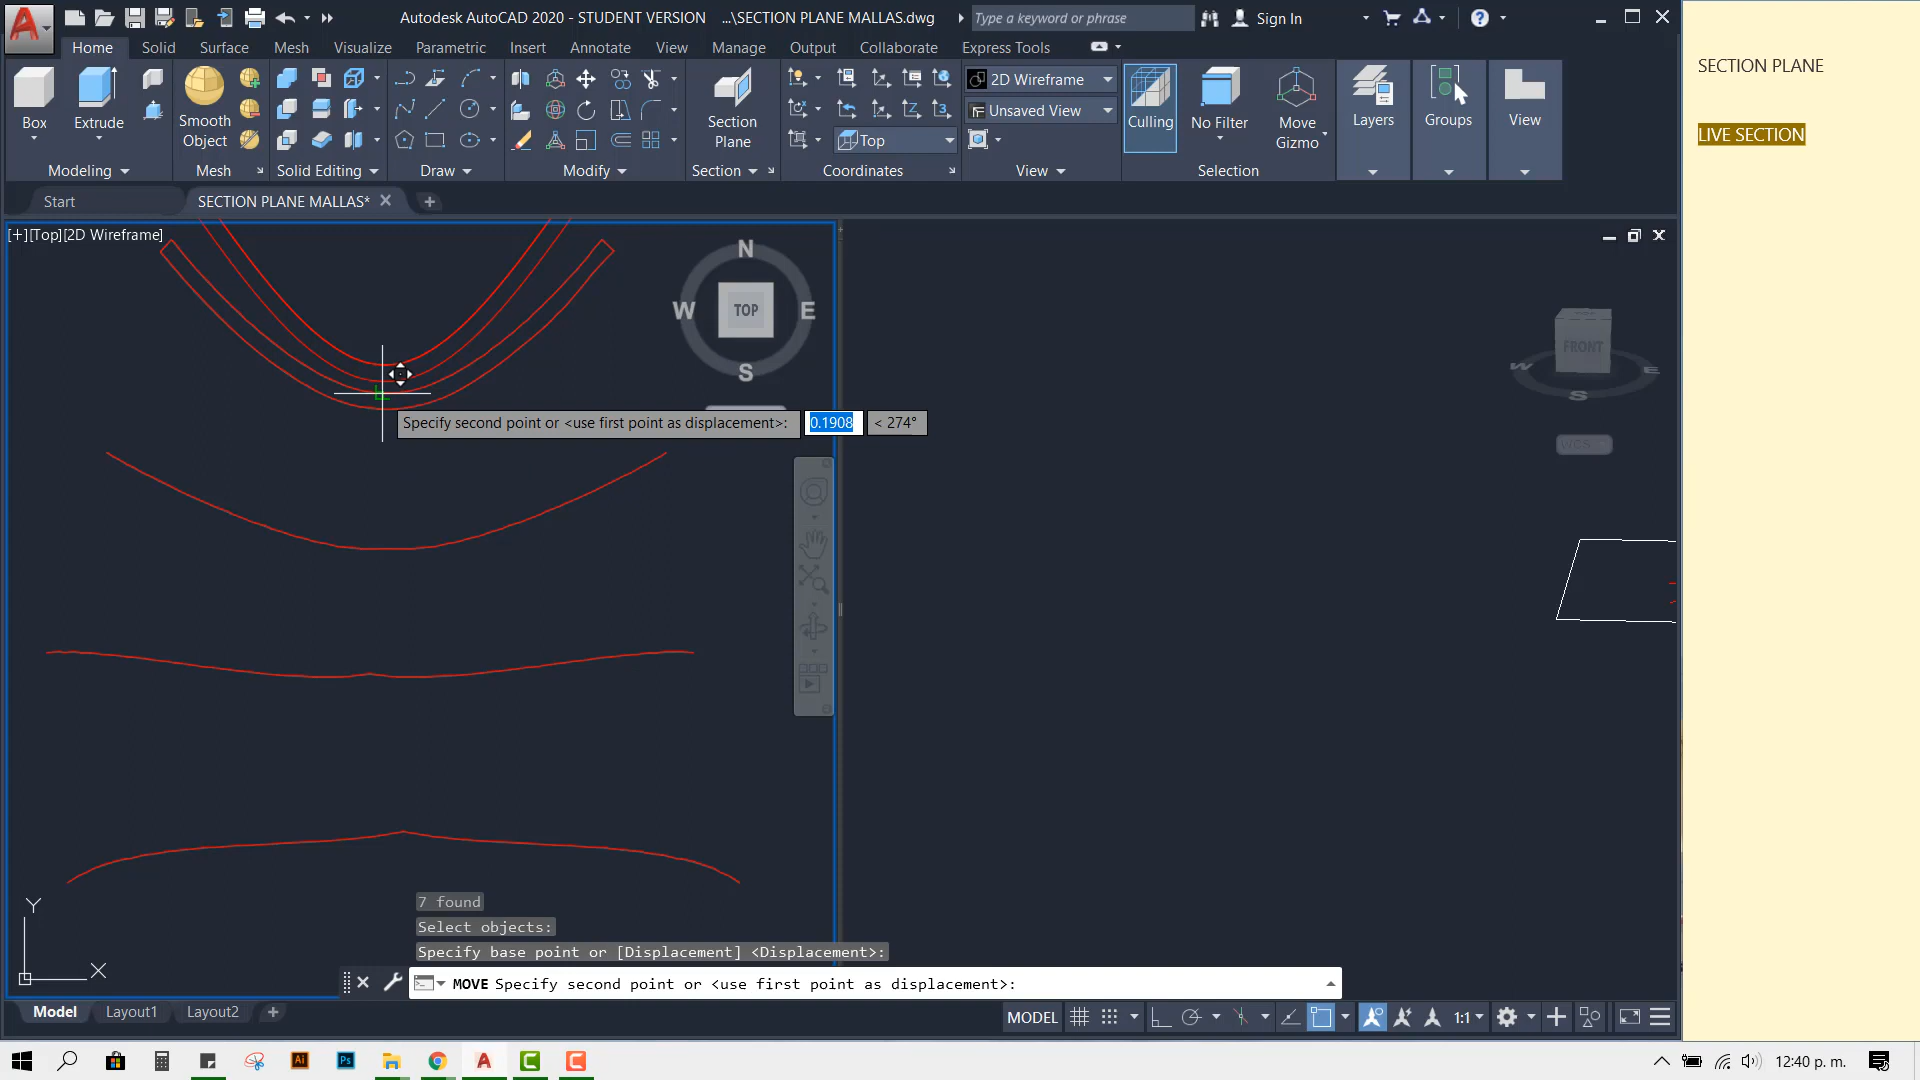 Autodesk AutoCAD 2020 - STUDENT VERSION ...\SECTION PLANE MALLAS.dwg
Type a keyword or phrase
Sign In
Home Solid Surface Mesh Visualize Parametric Insert Annotate View Manage Output Collaborate Express Tools
Box
Extrude
Smooth Object
Section Plane
2D Wireframe
Unsaved View
Top
Culling
No Filter
Move Gizmo
Layers
Groups
View
Modeling
Mesh
Solid Editing
Draw
Modify
Section
Coordinates
View
Selection
Start
SECTION PLANE MALLAS*
[+][Top][2D Wireframe]
N
W TOP E
S
FRONT
W E
S
WCS
Specify second point or <use first point as displacement>: 0.1908 < 274°
Y
X
7 found
Select objects:
Specify base point or [Displacement] <Displacement>:
MOVE Specify second point or <use first point as displacement>:
Model Layout1 Layout2
MODEL
1:1
Ai
Ps
A
C
C
12:40 p. m.
SECTION PLANE
LIVE SECTION